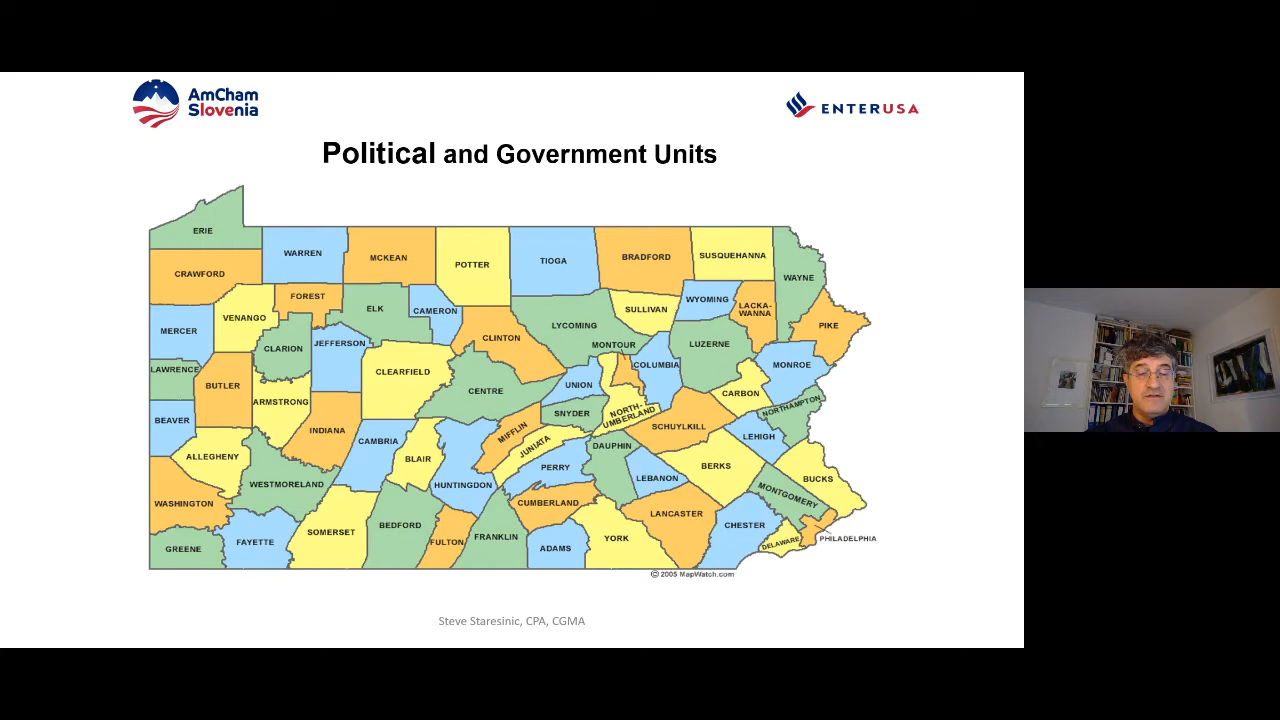 AmCham
Slovenia
ENTERUSA
Political and Government Units
ERIE
CRAWFORD
WARREN
MCKEAN
POTTER
TIOGA
BRADFORD
SUSQUEHANNA
WAYNE
FOREST
VENANGO
MERCER
ELK
CAMERON
CLINTON
LYCOMING
SULLIVAN
WYOMING
LACKA-
WANNA
PIKE
CLARION
JEFFERSON
MONTOUR
COLUMBIA
LUZERNE
MONROE
LAWRENCE
BUTLER
ARMSTRONG
CLEARFIELD
CENTRE
UNION
SNYDER
NORTH-
UMBERLAND
CARBON
NORTHAMPTON
BEAVER
INDIANA
CAMBRIA
BLAIR
MIFFLIN
JUNIATA
SCHUYLKILL
LEHIGH
ALLEGHENY
WESTMORELAND
HUNTINGDON
PERRY
DAUPHIN
LEBANON
BERKS
BUCKS
MONTGOMERY
WASHINGTON
CUMBERLAND
LANCASTER
CHESTER
GREENE
FAYETTE
SOMERSET
BEDFORD
FULTON
FRANKLIN
ADAMS
YORK
DELAWARE
PHILADELPHIA
© 2005 MapWatch.com
Steve Staresinic, CPA, CGMA